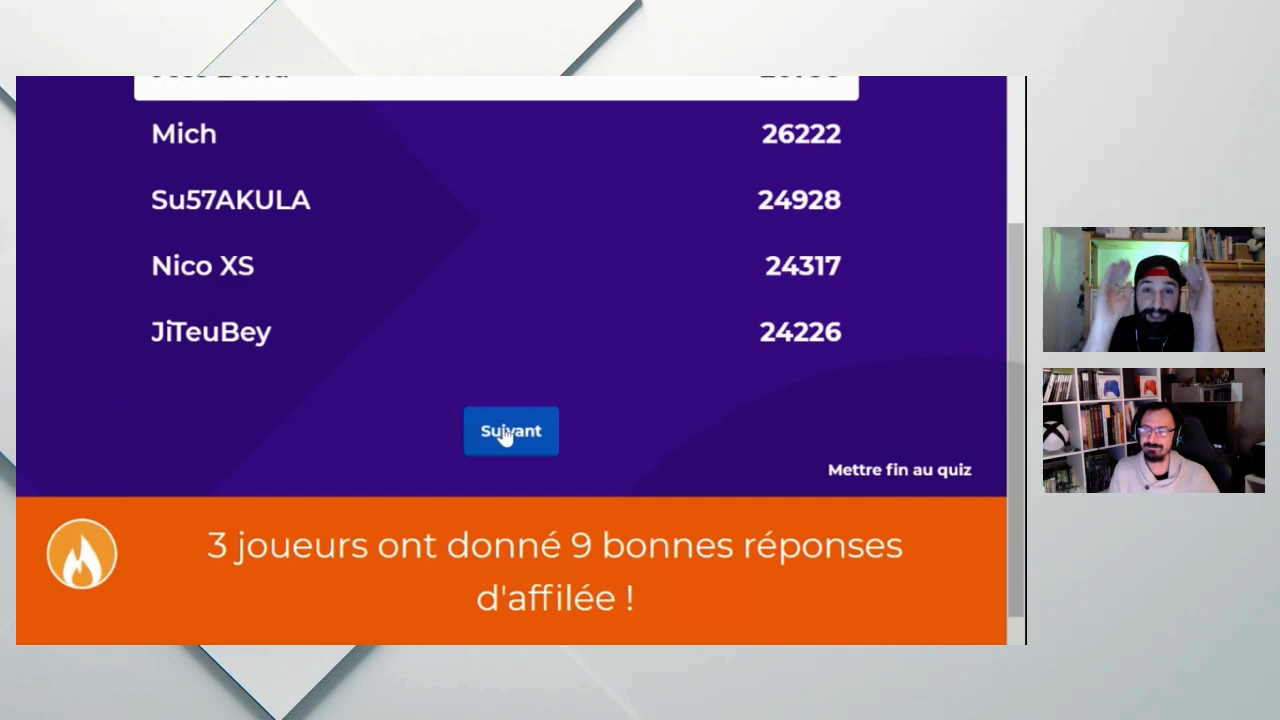 Mich 26222
Su57AKULA 24928
Nico XS 24317
JiTeuBey 24226
Suivant
Mettre fin au quiz
3 joueurs ont donné 9 bonnes réponses
d'affilée !